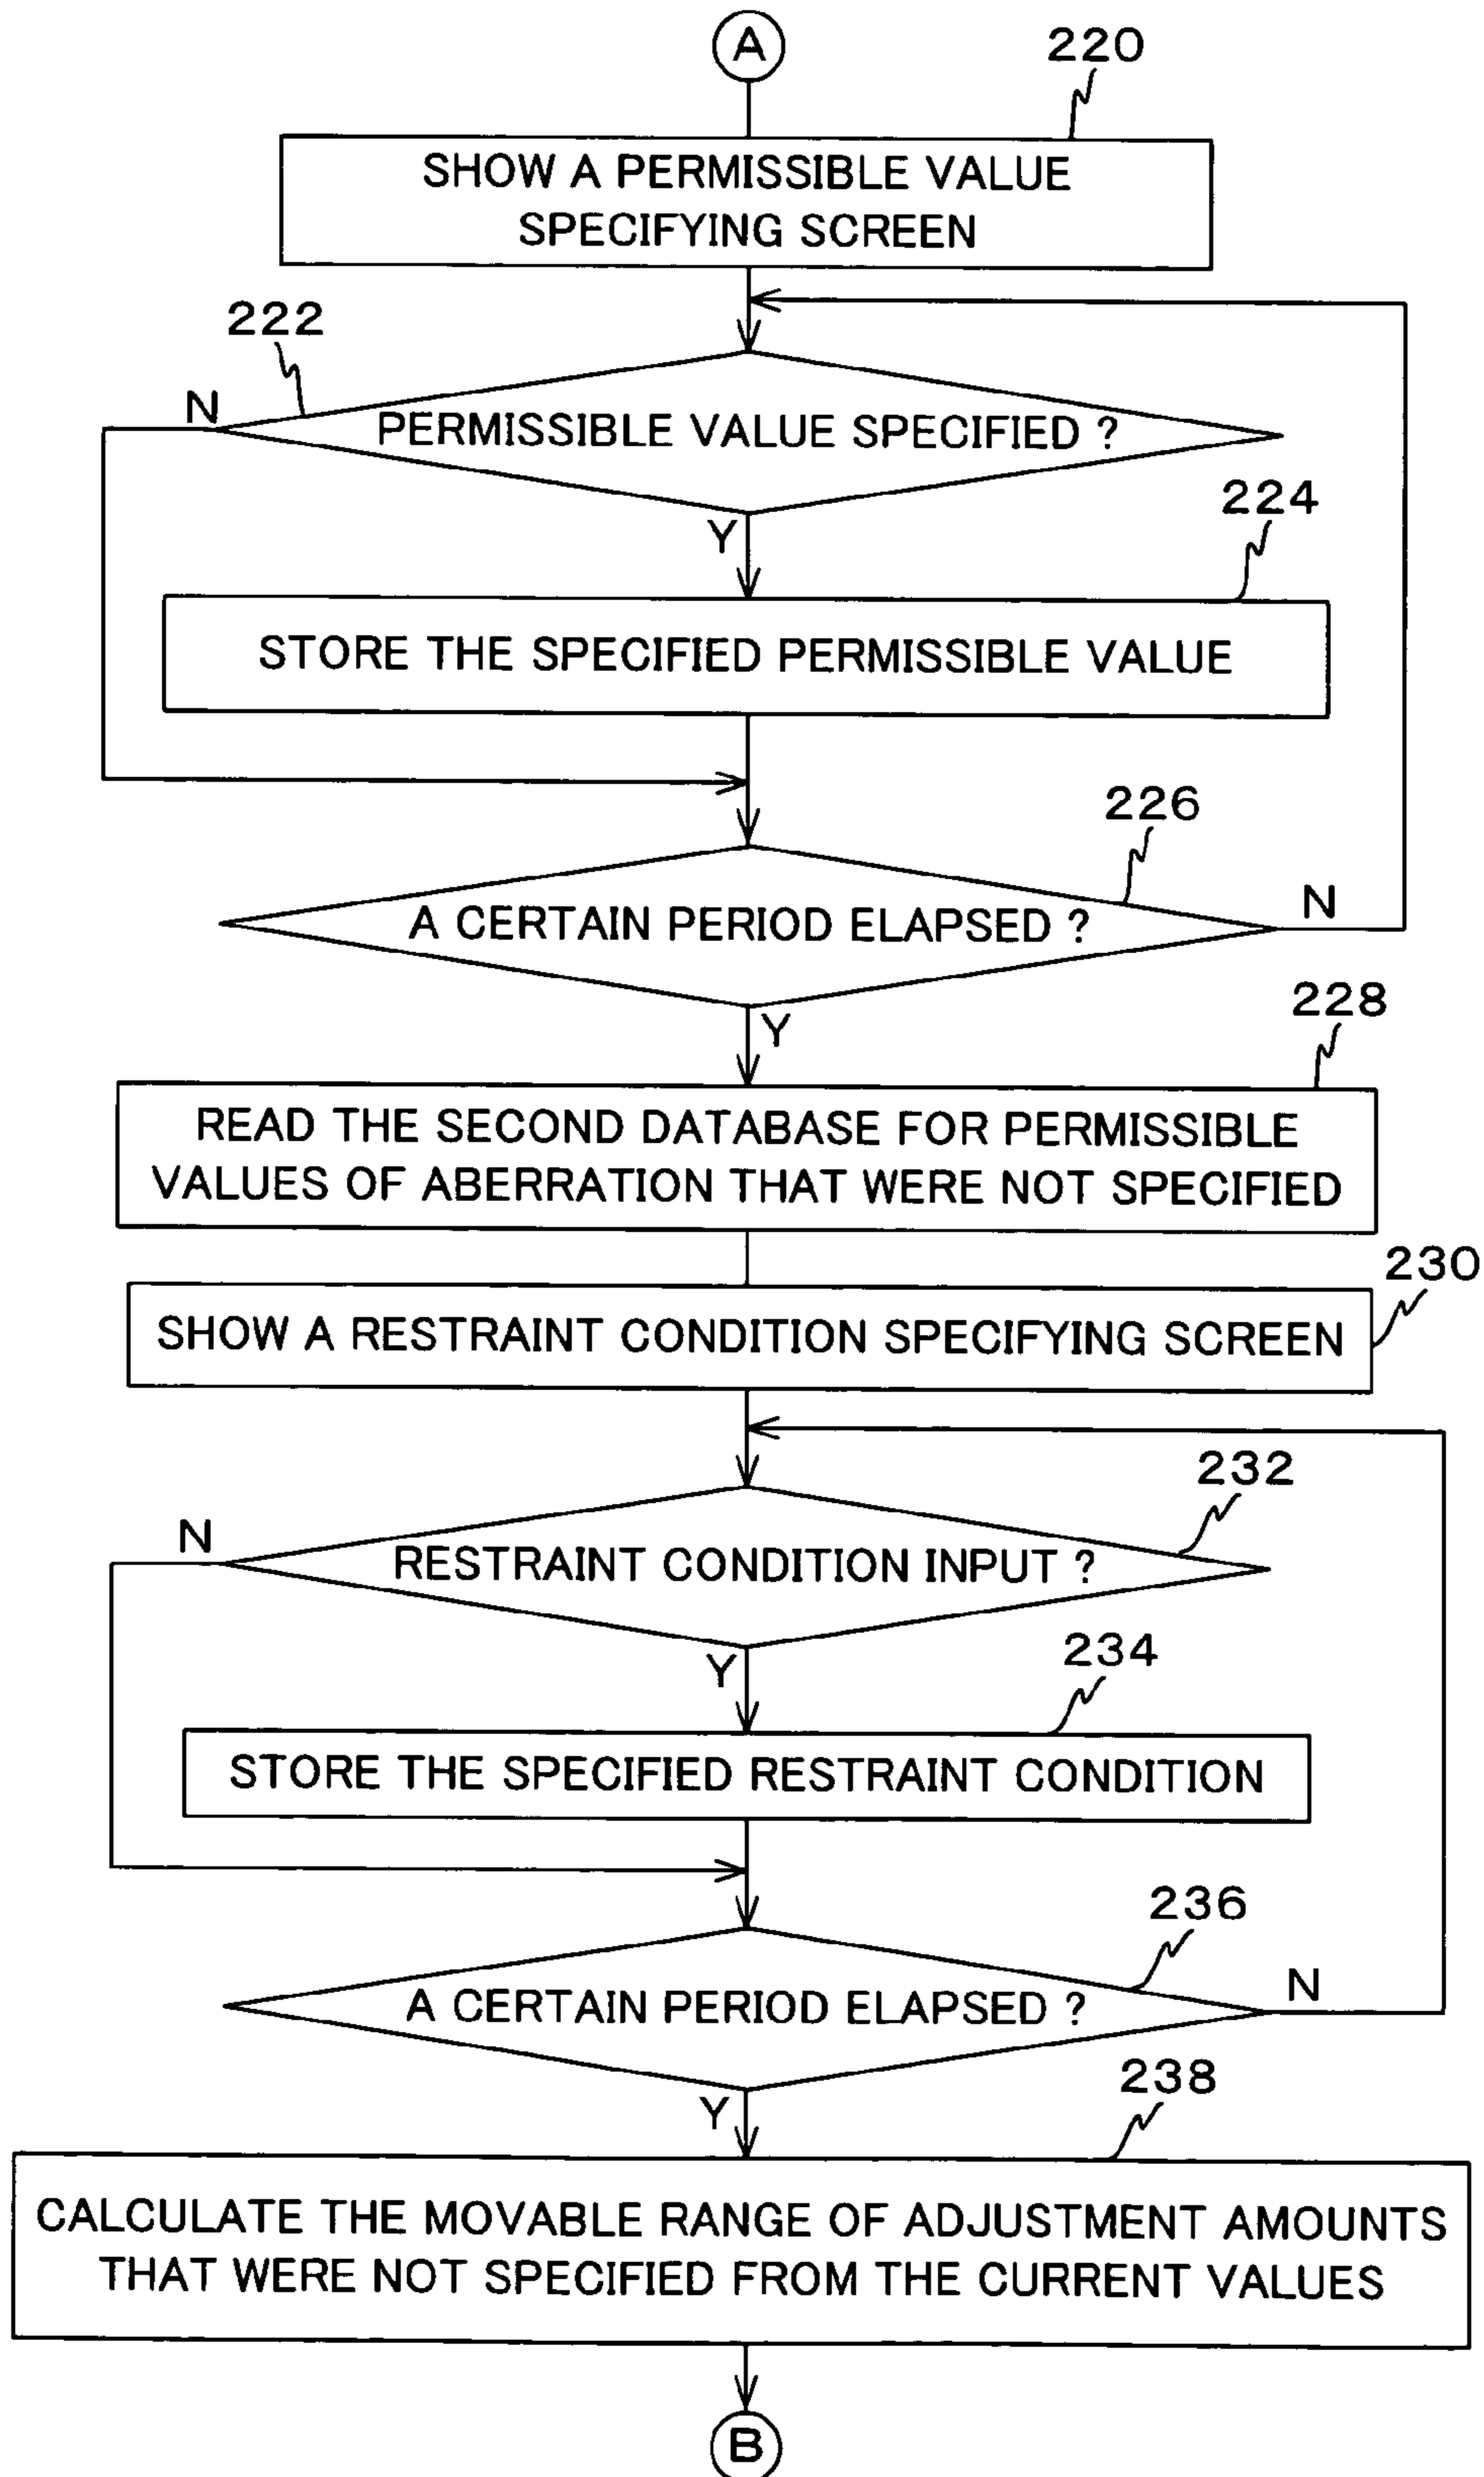 A
220
SHOW A PERMISSIBLE VALUE
SPECIFYING SCREEN
222
N
PERMISSIBLE VALUE SPECIFIED ?
Y
224
STORE THE SPECIFIED PERMISSIBLE VALUE
226
A CERTAIN PERIOD ELAPSED ?
N
Y
228
READ THE SECOND DATABASE FOR PERMISSIBLE
VALUES OF ABERRATION THAT WERE NOT SPECIFIED
230
SHOW A RESTRAINT CONDITION SPECIFYING SCREEN
232
N
RESTRAINT CONDITION INPUT ?
Y
234
STORE THE SPECIFIED RESTRAINT CONDITION
236
A CERTAIN PERIOD ELAPSED ?
N
Y
238
CALCULATE THE MOVABLE RANGE OF ADJUSTMENT AMOUNTS
THAT WERE NOT SPECIFIED FROM THE CURRENT VALUES
B